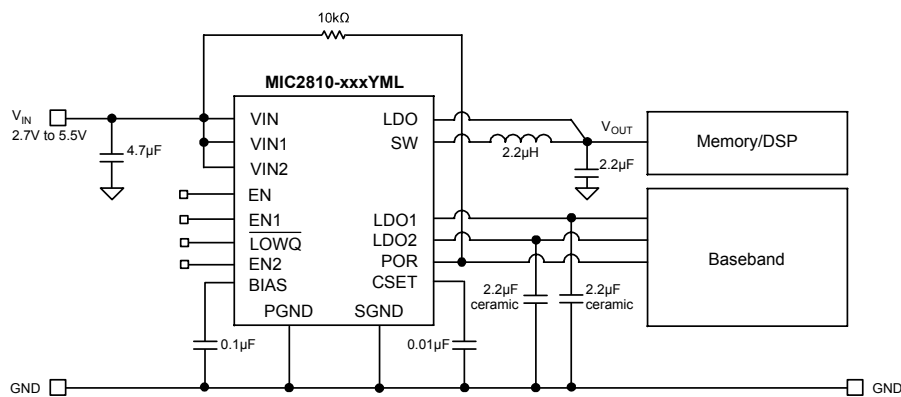 10kΩ
MIC2810-xxxYML
VIN
2.7V to 5.5V
4.7µF
VIN
VIN1
VIN2
EN
EN1
LOWQ
EN2
BIAS
PGND
SGND
LDO
SW
LDO1
LDO2
POR
CSET
2.2µH
VOUT
2.2µF
Memory/DSP
Baseband
2.2µF
ceramic
2.2µF
ceramic
0.1µF
0.01µF
GND
GND